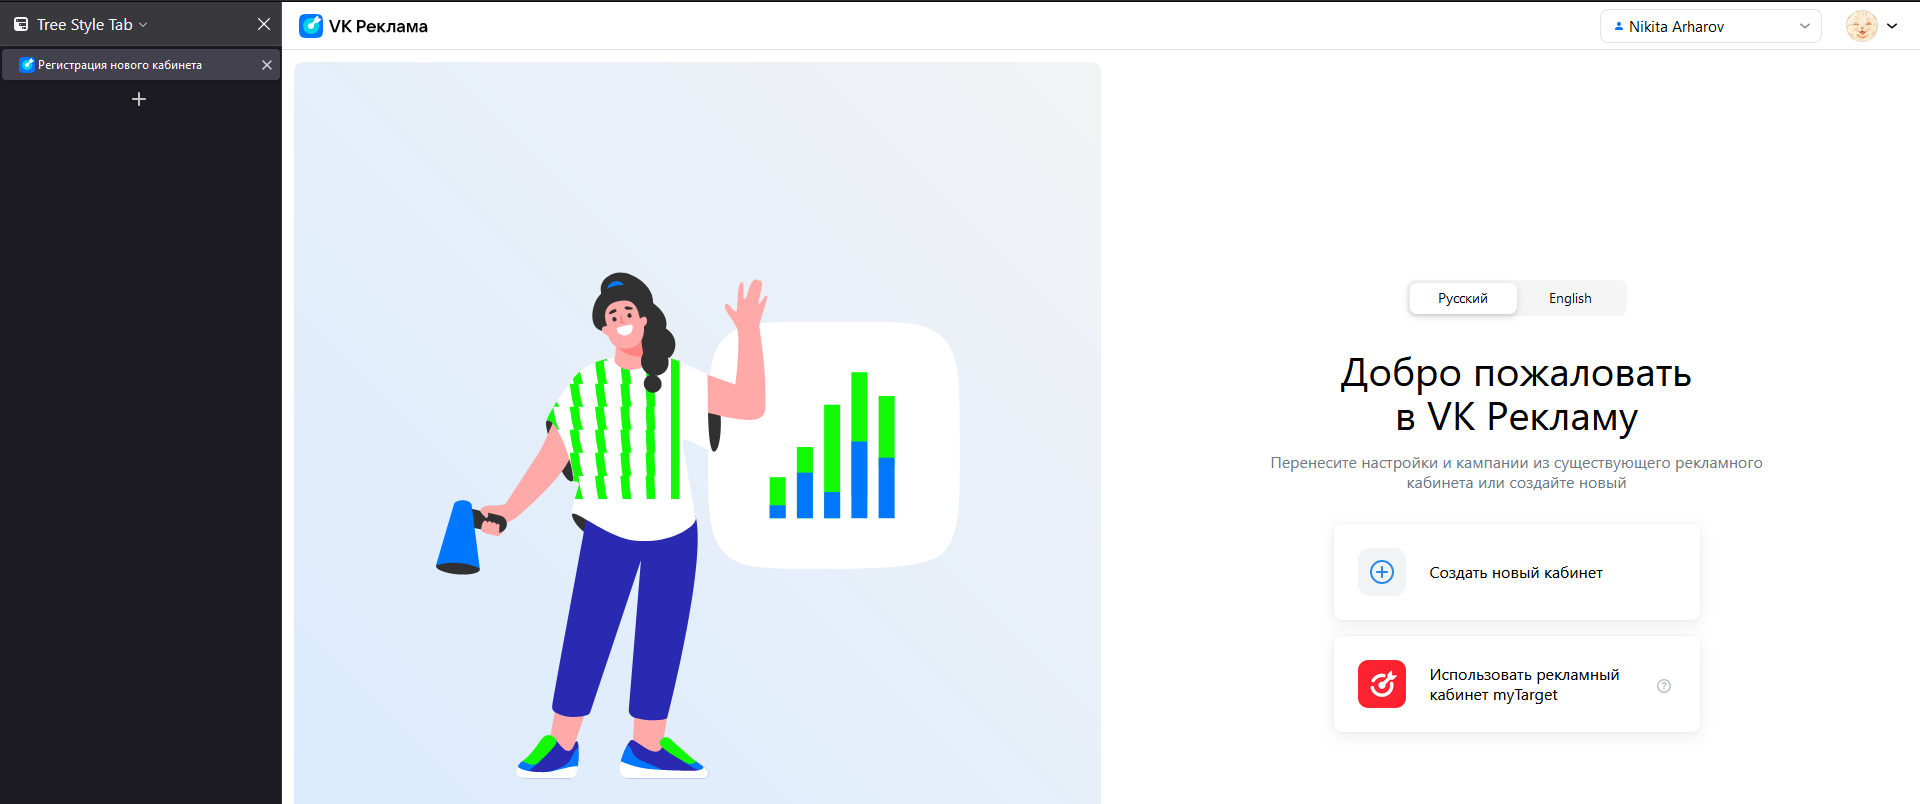 Tree Style Tab
Регистрация нового кабинета
VK Реклама
Nikita Arharov
Русский
English
Добро пожаловать
в VK Рекламу
Перенесите настройки и кампании из существующего рекламного
кабинета или создайте новый
Создать новый кабинет
Использовать рекламный
кабинет myTarget